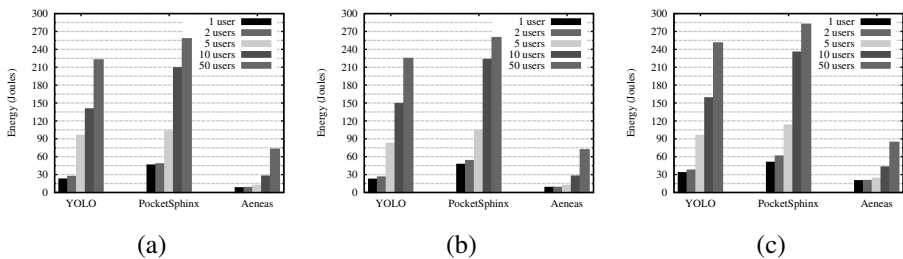 300
270
240
210
180
150
120
90
60
30
0
Energy (Joules)
1 user
2 users
5 users
10 users
50 users
YOLO PocketSphinx Aeneas
(a)
300
270
240
210
180
150
120
90
60
30
0
Energy (Joules)
1 user
2 users
5 users
10 users
50 users
YOLO PocketSphinx Aeneas
(b)
300
270
240
210
180
150
120
90
60
30
0
Energy (Joules)
1 user
2 users
5 users
10 users
50 users
YOLO PocketSphinx Aeneas
(c)